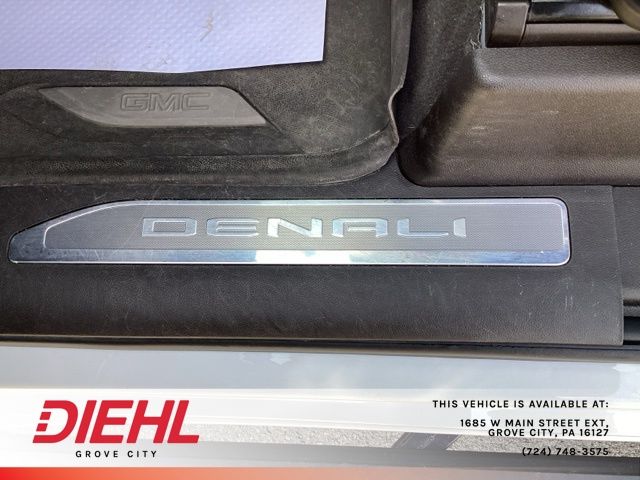 GMC
DENALI
DIEHL
GROVE CITY
THIS VEHICLE IS AVAILABLE AT:
1685 W MAIN STREET EXT,
GROVE CITY, PA 16127
(724) 748-3575